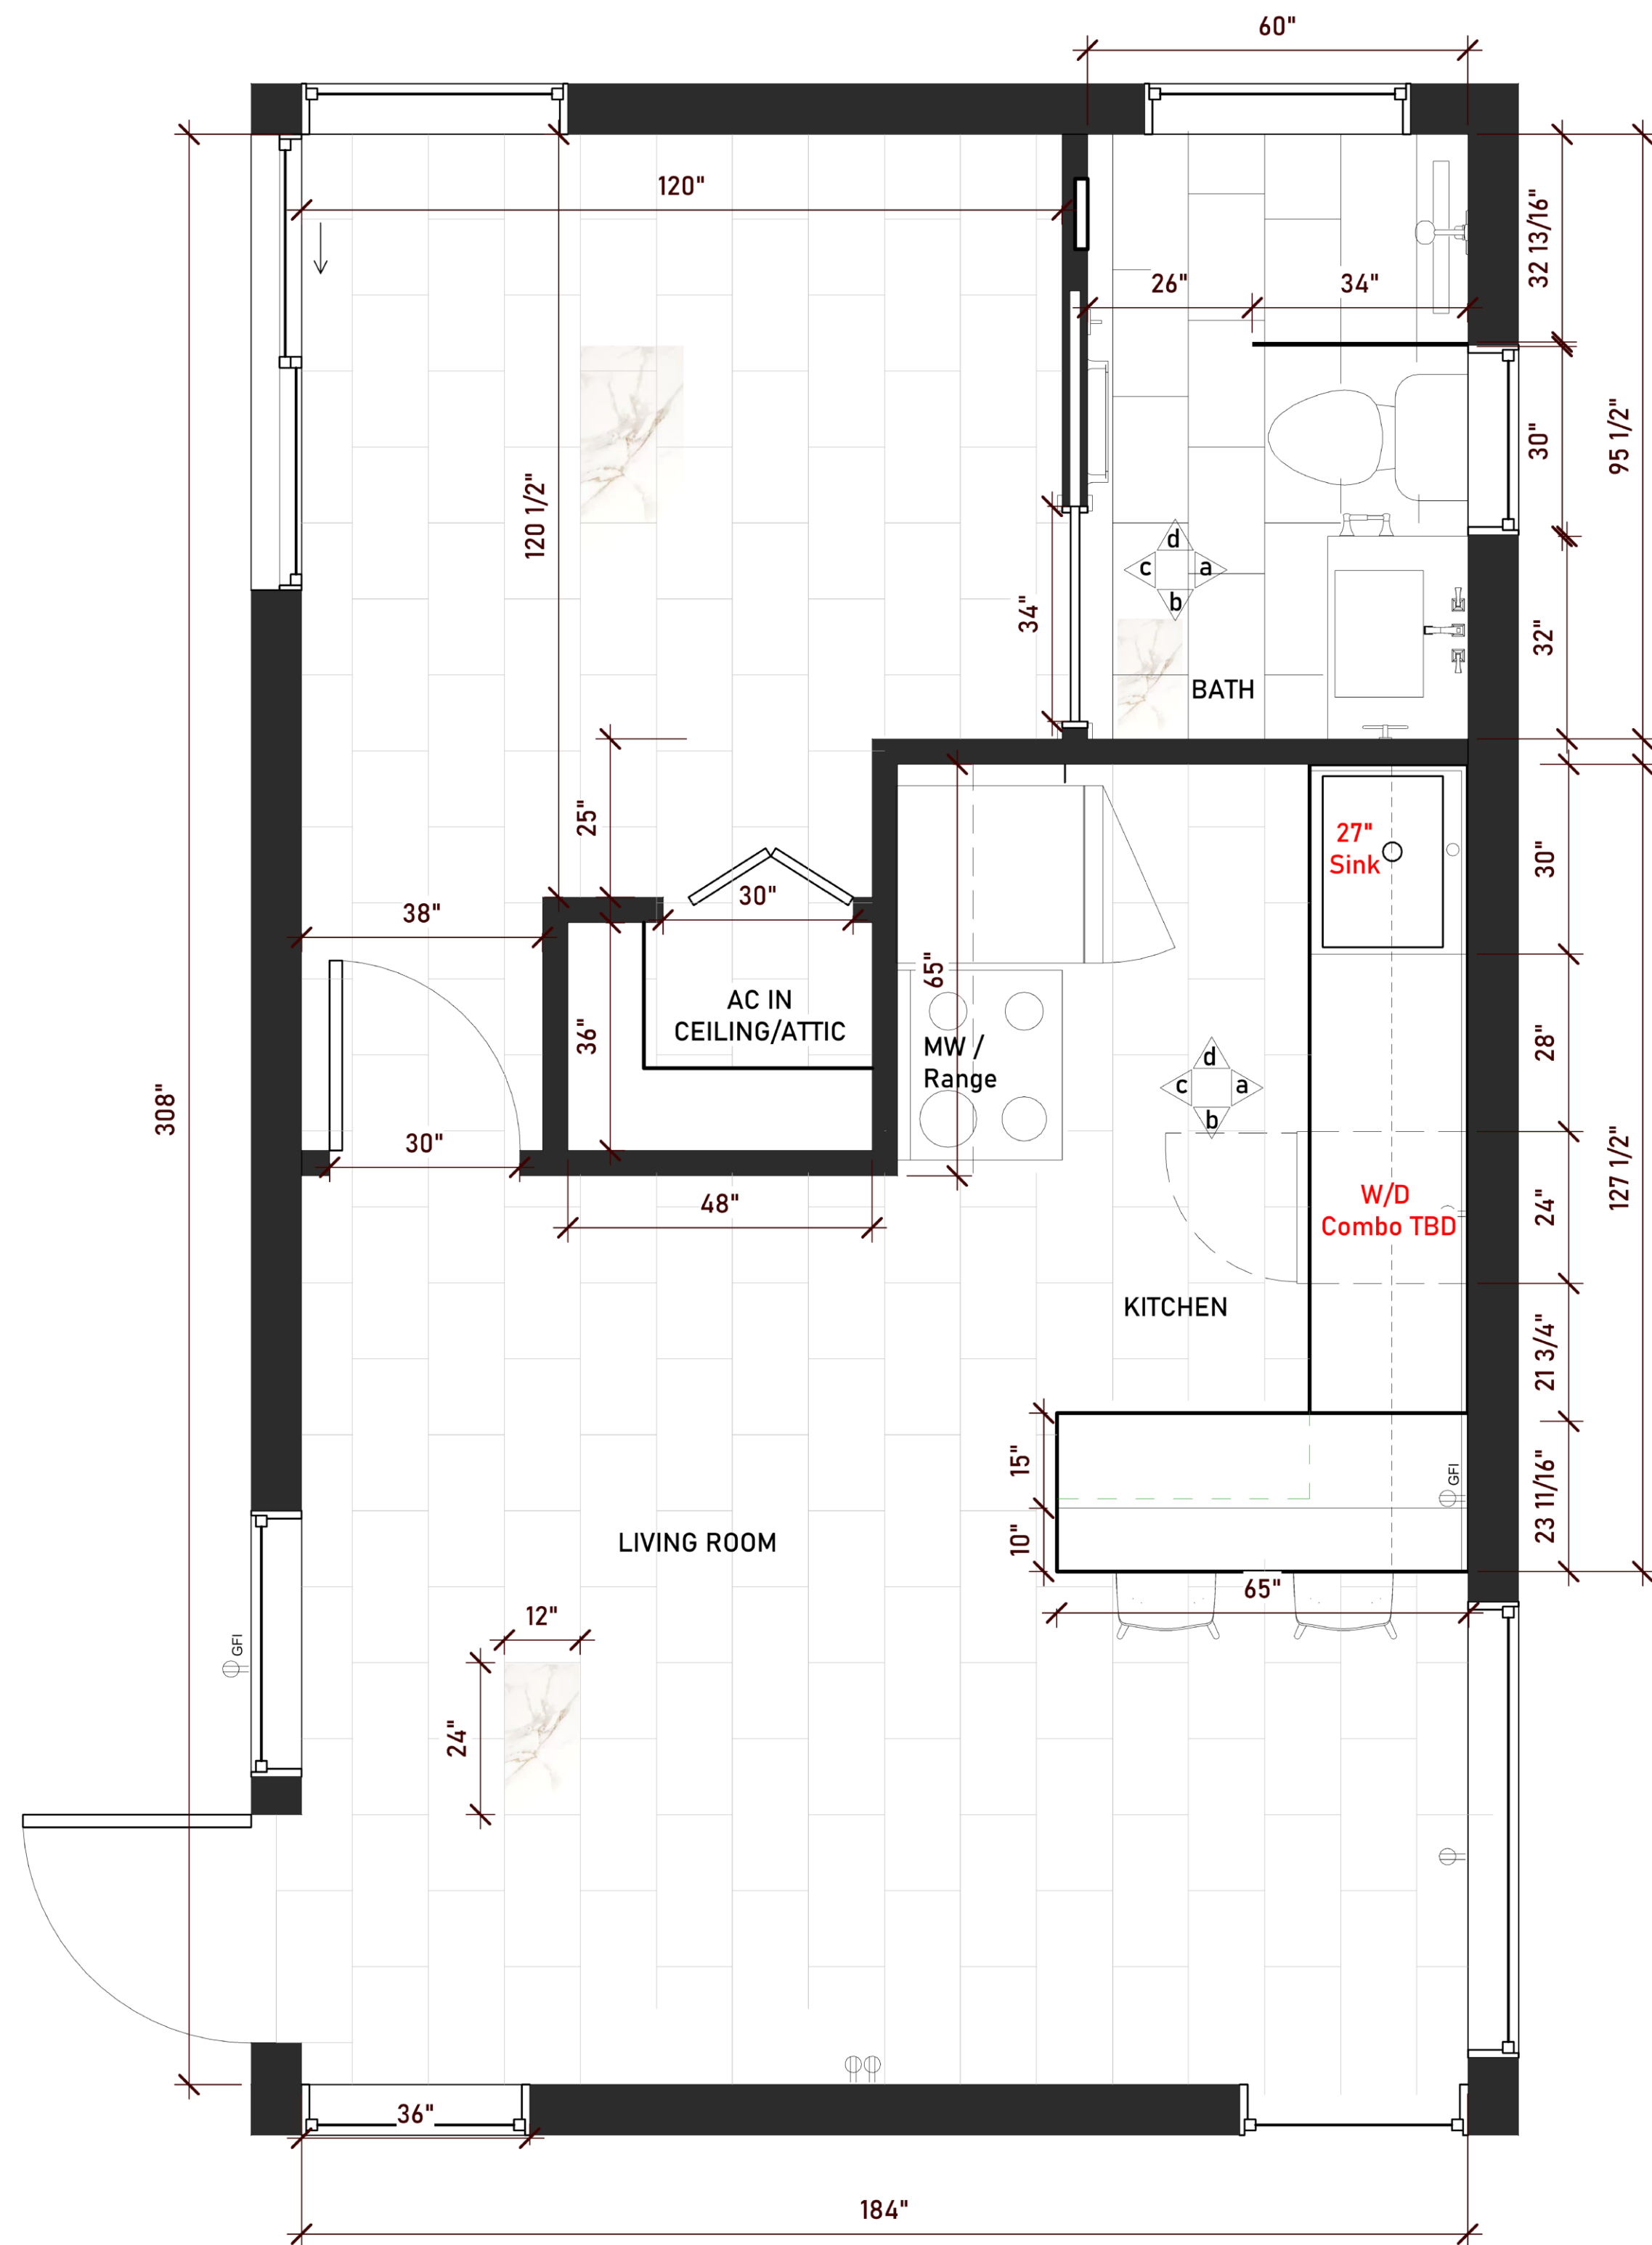 60"
120"
32 13/16"
26"
34"
30"
95 1/2"
120 1/2"
d
c
a
b
34"
32"
BATH
25"
27"
Sink
30"
30"
38"
65"
AC IN
CEILING/ATTIC
36"
MW /
Range
28"
d
c
a
b
308"
30"
48"
127 1/2"
W/D
Combo TBD
24"
KITCHEN
21 3/4"
15"
GFI
23 11/16"
10"
LIVING ROOM
65"
12"
GFI
24"
36"
184"